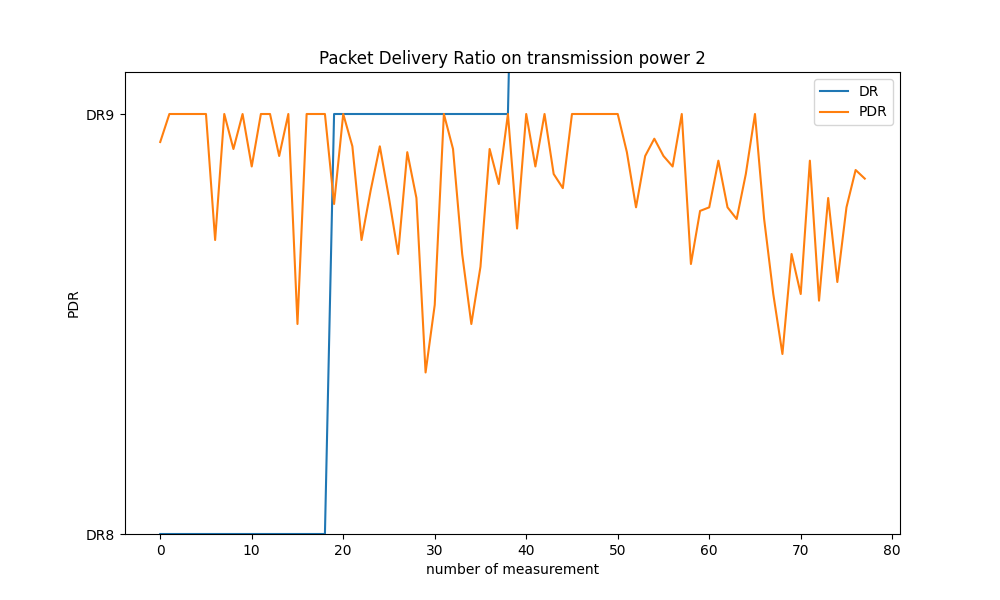 Packet Delivery Ratio on transmission power 2
DR
PDR
DR9
PDR
DR8
0 10 20 30 40 50 60 70 80
number of measurement